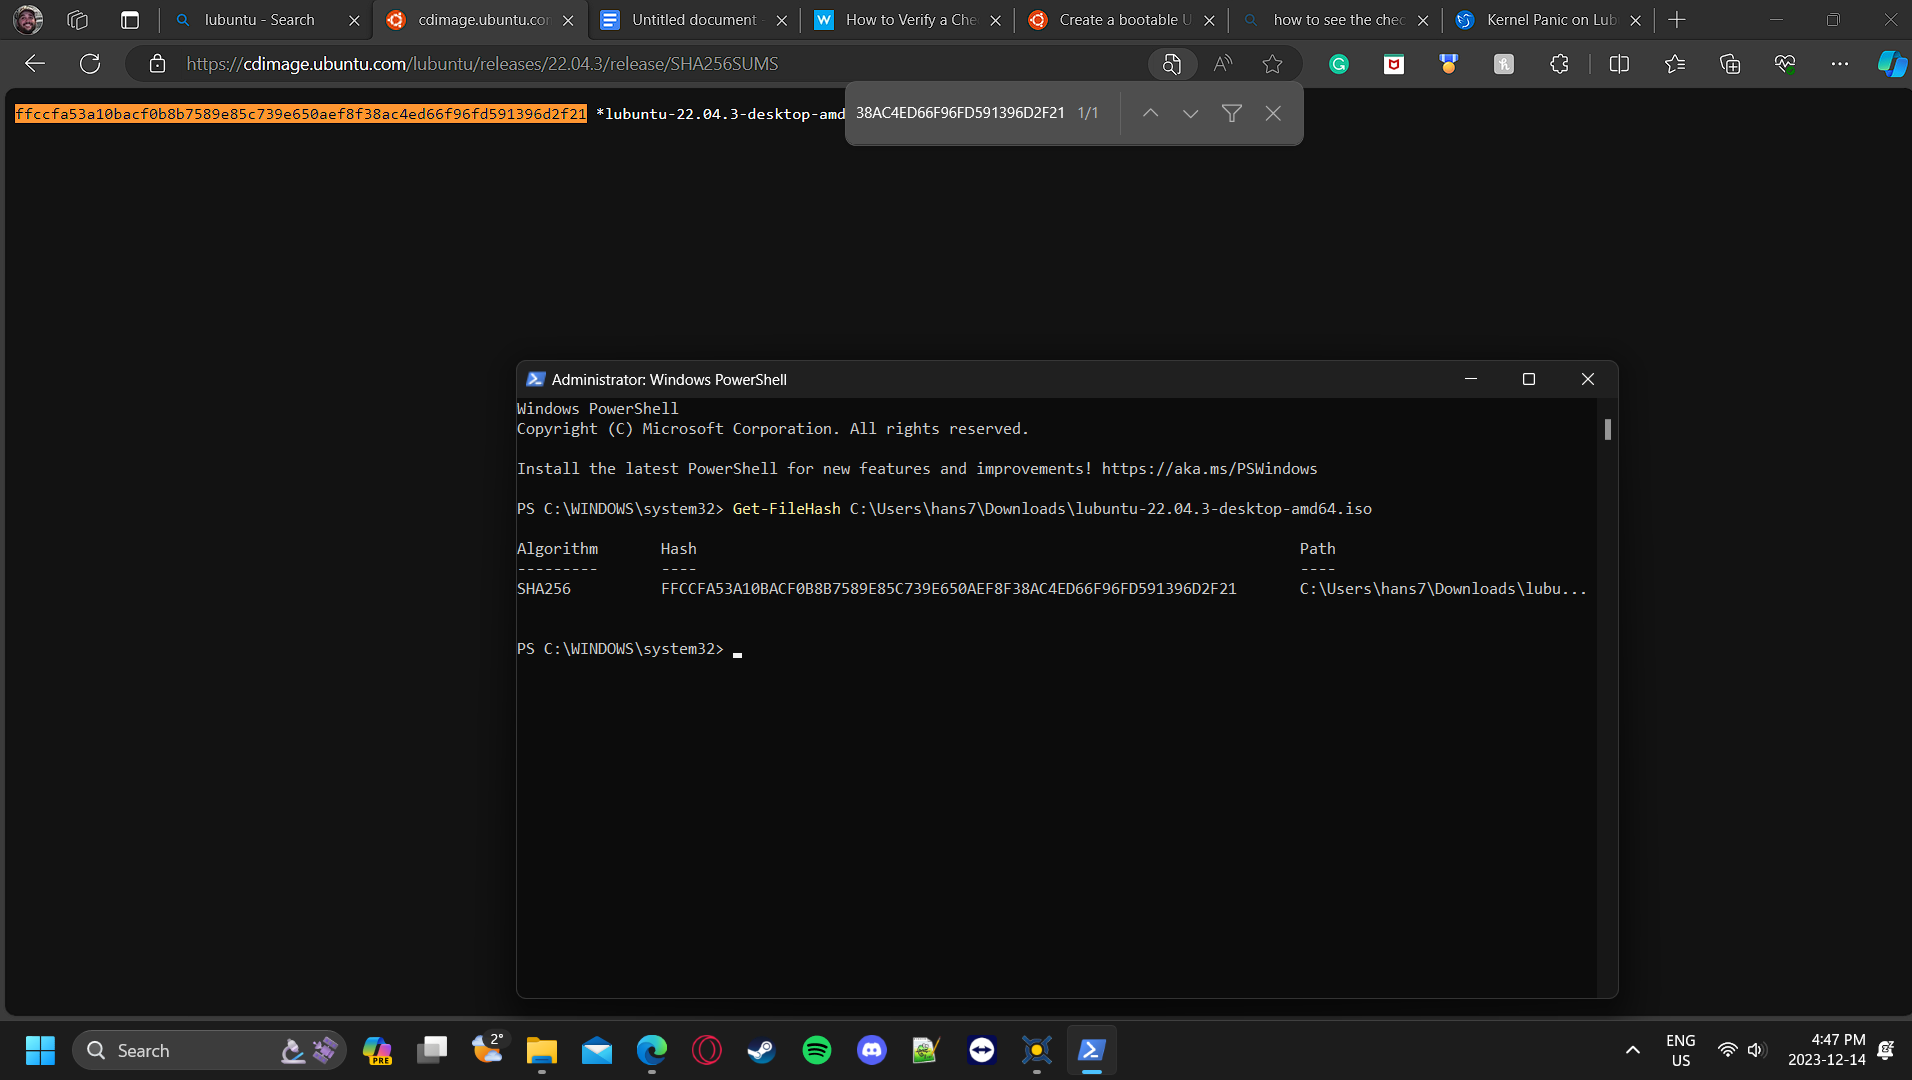 lubuntu - Search
cdimage.ubuntu.co
Untitled document
How to Verify a Che
Create a bootable U
how to see the chec
Kernel Panic on Lub
https://cdimage.ubuntu.com/lubuntu/releases/22.04.3/release/SHA256SUMS
ffccfa53a10bacf0b8b7589e85c739e650aef8f38ac4ed66f96fd591396d2f21 *lubuntu-22.04.3-desktop-amd
38AC4ED66F96FD591396D2F21 1/1
Administrator: Windows PowerShell
Windows PowerShell
Copyright (C) Microsoft Corporation. All rights reserved.
Install the latest PowerShell for new features and improvements! https://aka.ms/PSWindows
PS C:\WINDOWS\system32> Get-FileHash C:\Users\hans7\Downloads\lubuntu-22.04.3-desktop-amd64.iso
Algorithm Hash Path
--------- ---- ----
SHA256 FFCCFA53A10BACF0B8B7589E85C739E650AEF8F38AC4ED66F96FD591396D2F21 C:\Users\hans7\Downloads\lubu...
PS C:\WINDOWS\system32>
Search
PRE
2°
ENG
US
4:47 PM
2023-12-14